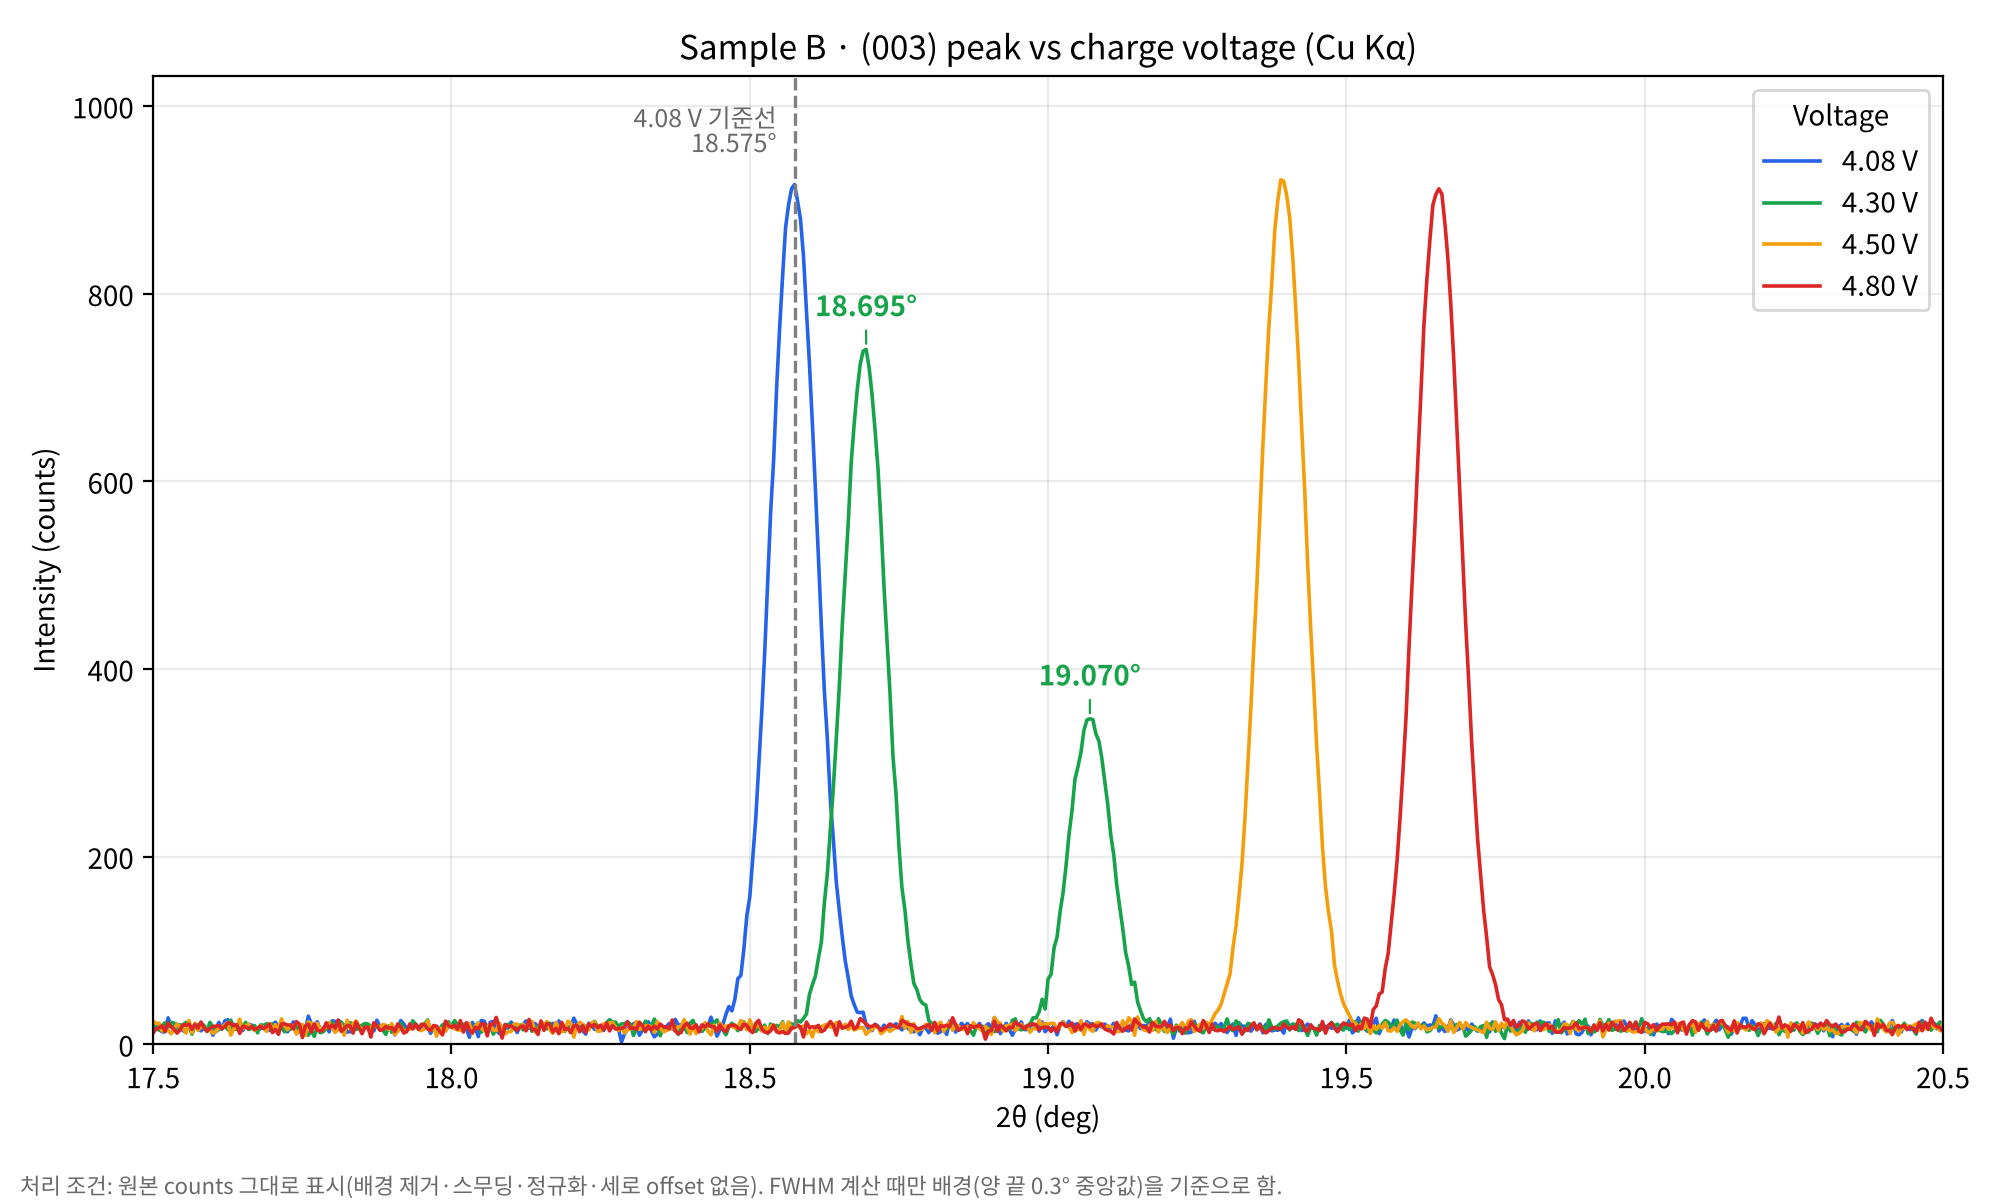 Sample B · (003) peak vs charge voltage (Cu Kα)
4.08 V 기준선
18.575°
Voltage
4.08 V
4.30 V
4.50 V
4.80 V
18.695°
19.070°
Intensity (counts)
1000
800
600
400
200
0
17.5 18.0 18.5 19.0 19.5 20.0 20.5
2θ (deg)
처리 조건: 원본 counts 그대로 표시(배경 제거·스무딩·정규화·세로 offset 없음). FWHM 계산 때만 배경(양 끝 0.3° 중앙값)을 기준으로 함.